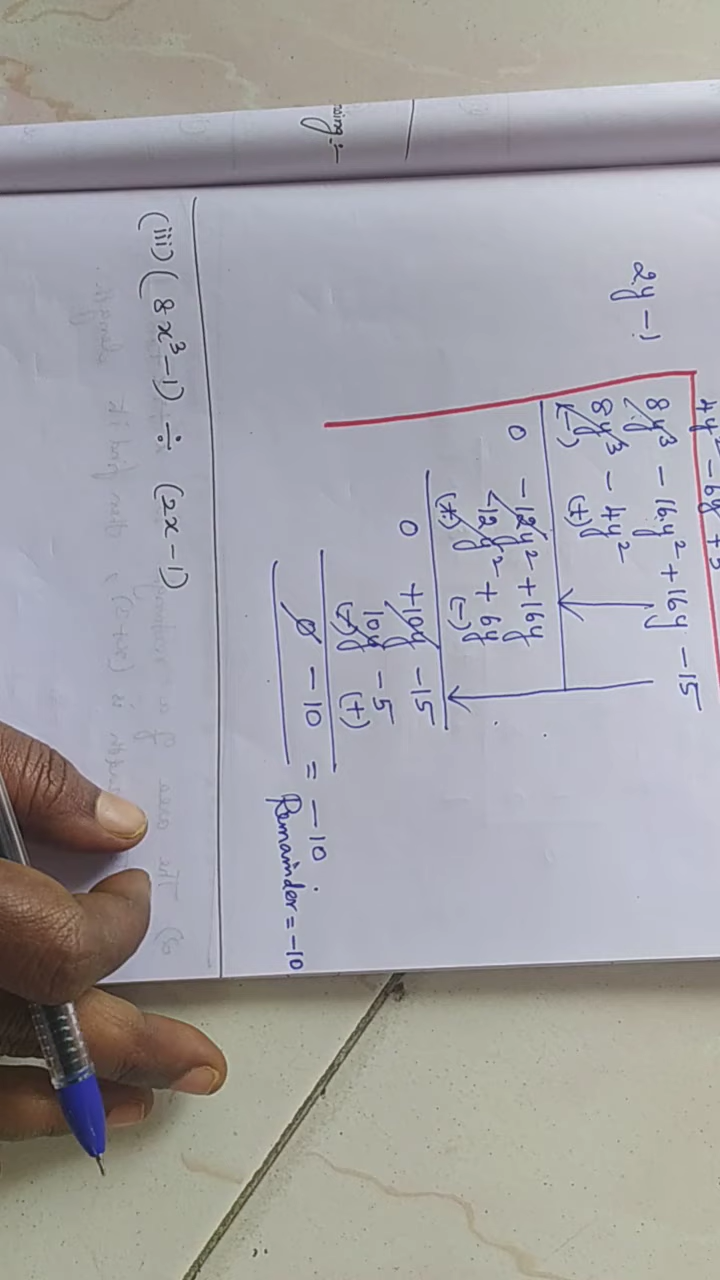 4y² - 6y + 5
2y - 1
8y³ - 16y² + 16y - 15
8y³ - 4y²
(-) (+)
0 - 12y² + 16y
-12y² + 6y
(+) (-)
0 +10y -15
10y - 5
(-) (+)
0 - 10 = -10
Remainder = -10
(iii) (8x³ - 1) ÷ (2x - 1)